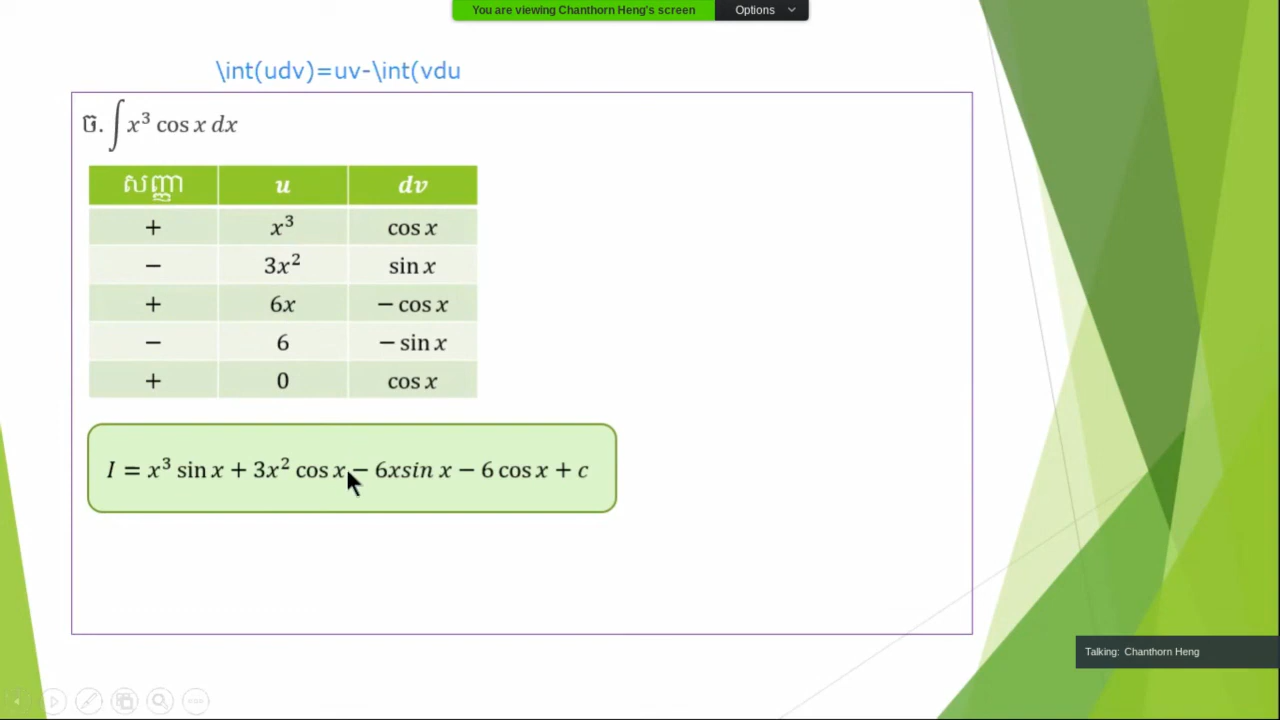 You are viewing Chanthorn Heng's screen Options
\int(udv)=uv-\int(vdu
ច. ∫ x³ cos x dx
សញ្ញា u dv
+ x³ cos x
− 3x² sin x
+ 6x − cos x
− 6 − sin x
+ 0 cos x
I = x³ sin x + 3x² cos x − 6xsin x − 6 cos x + c
Talking: Chanthorn Heng